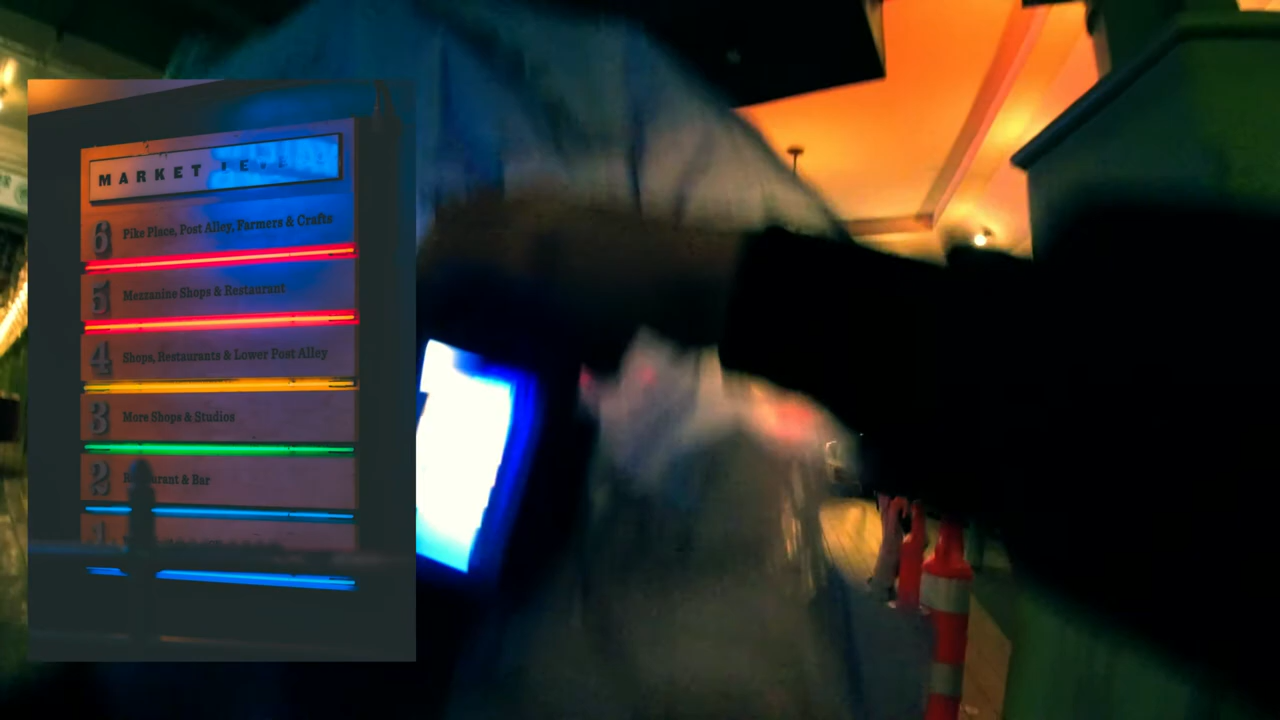 MARKET
6 Pike Place, Post Alley, Farmers & Crafts
5 Mezzanine Shops & Restaurant
4 Shops, Restaurants & Lower Post Alley
3 More Shops & Studios
2 & Bar
1